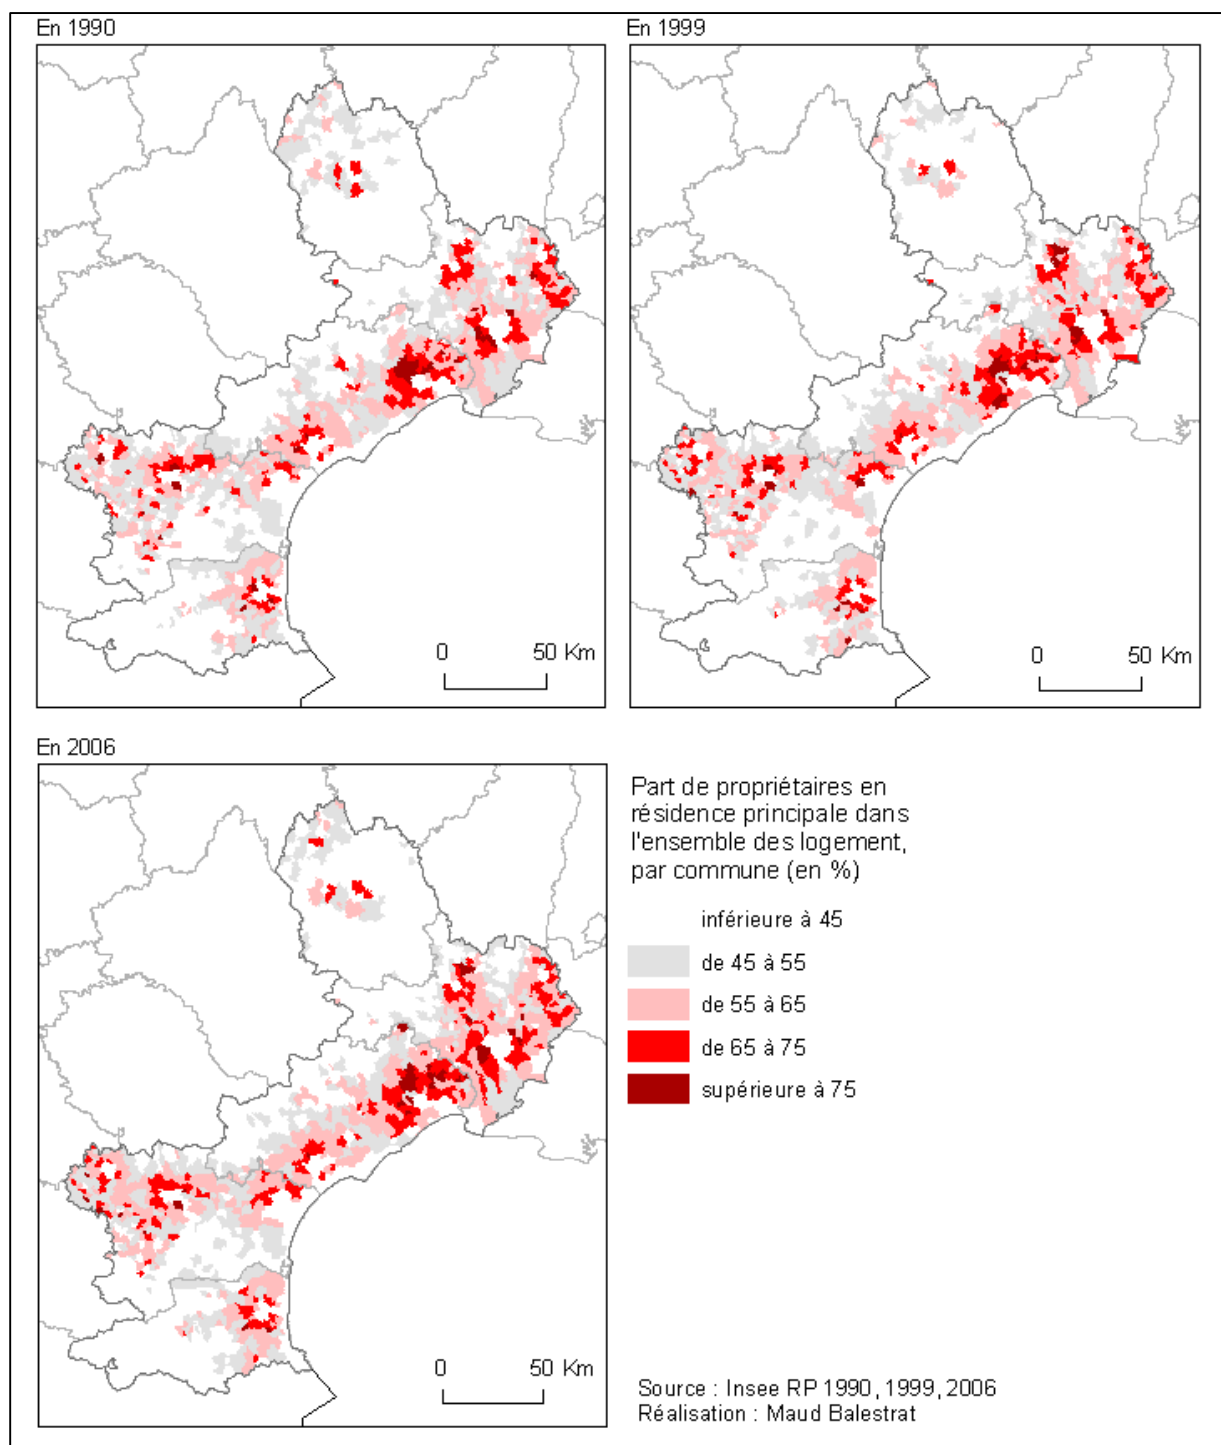 En 1990
En 1999
0 50 Km
0 50 Km
En 2006
Part de propriétaires en
résidence principale dans
l'ensemble des logement,
par commune (en %)
inférieure à 45
de 45 à 55
de 55 à 65
de 65 à 75
supérieure à 75
0 50 Km
Source : Insee RP 1990, 1999, 2006
Réalisation : Maud Balestrat